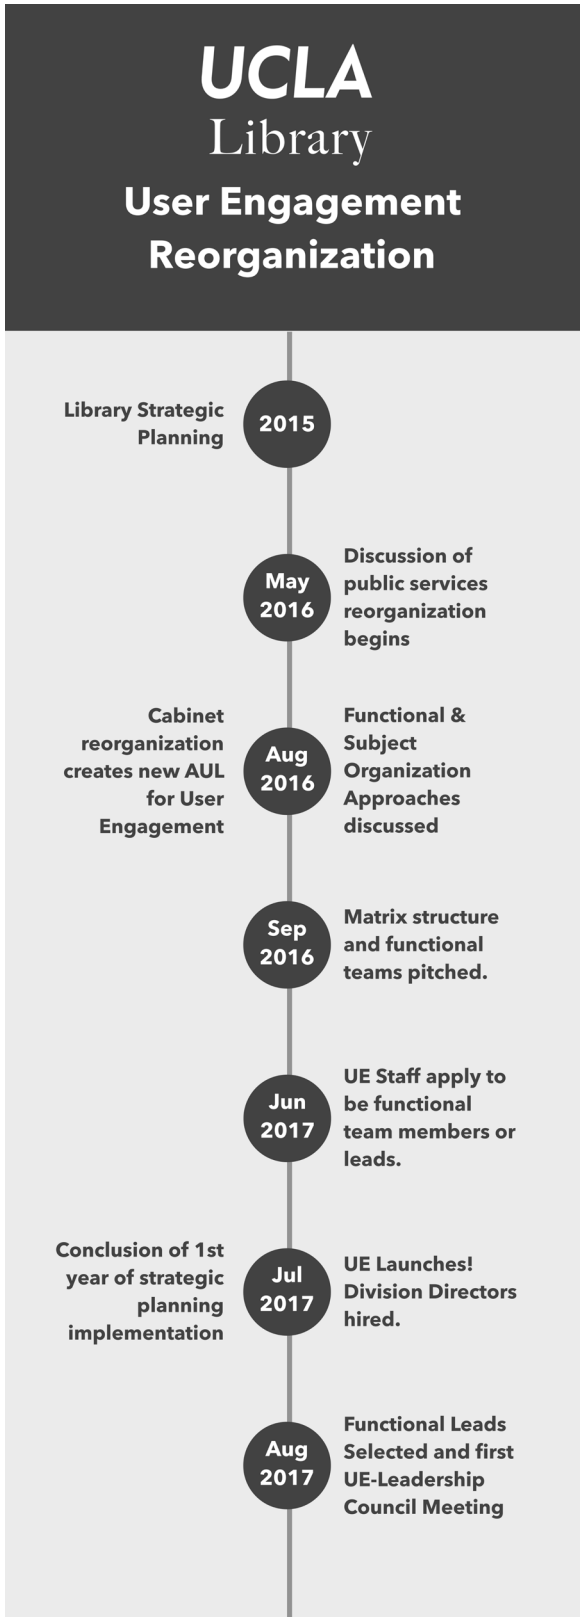 UCLA
Library
User Engagement
Reorganization
Library Strategic
Planning
2015
May
2016
Discussion of
public services
reorganization
begins
Cabinet
reorganization
creates new AUL
for User
Engagement
Aug
2016
Functional &
Subject
Organization
Approaches
discussed
Sep
2016
Matrix structure
and functional
teams pitched.
Jun
2017
UE Staff apply to
be functional
team members or
leads.
Conclusion of 1st
year of strategic
planning
implementation
Jul
2017
UE Launches!
Division Directors
hired.
Aug
2017
Functional Leads
Selected and first
UE-Leadership
Council Meeting